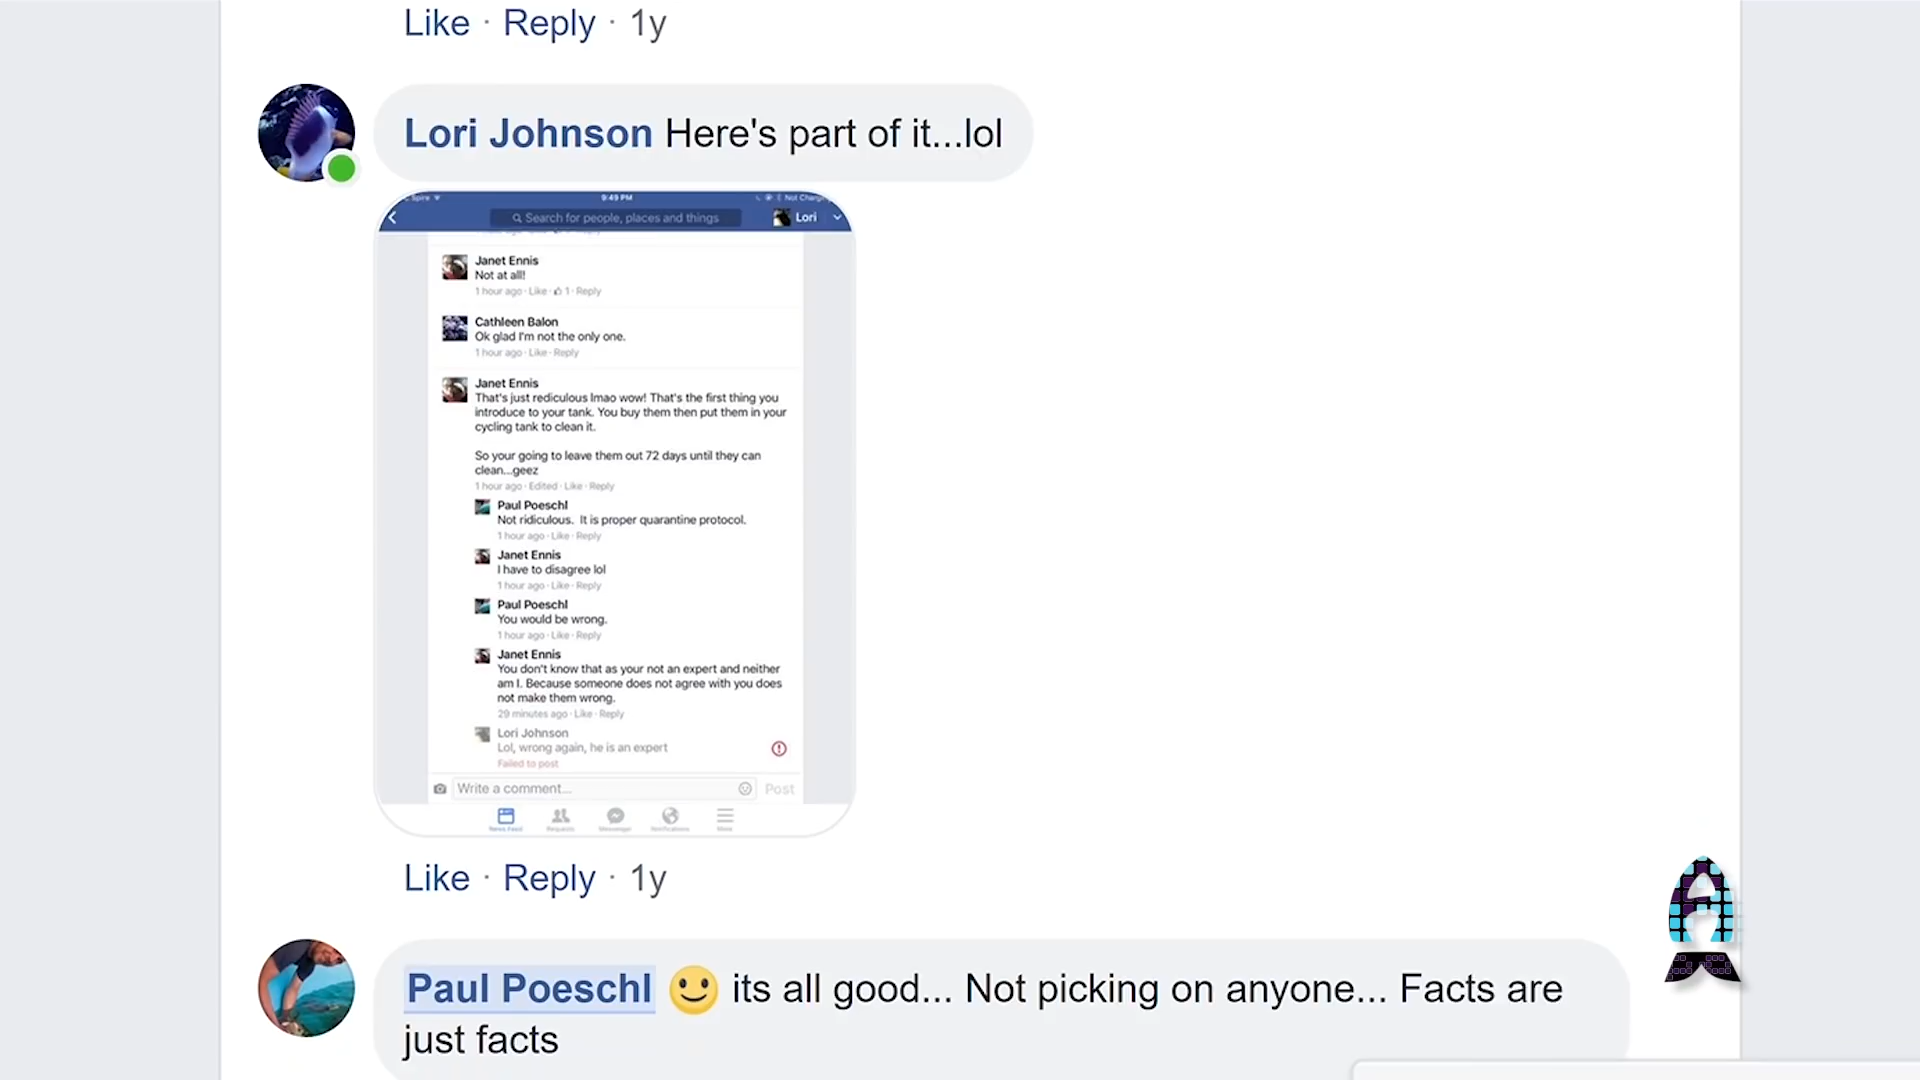 Like · Reply · 1y
Lori Johnson Here's part of it...lol
Spire 9:49 PM Not Charging
Search for people, places and things Lori
Janet Ennis
Not at all!
1 hour ago · Like · 1 · Reply
Cathleen Balon
Ok glad I'm not the only one.
1 hour ago · Like · Reply
Janet Ennis
That's just rediculous lmao wow! That's the first thing you
introduce to your tank. You buy them then put them in your
cycling tank to clean it.
So your going to leave them out 72 days until they can
clean...geez
1 hour ago · Edited · Like · Reply
Paul Poeschl
Not ridiculous. It is proper quarantine protocol.
1 hour ago · Like · Reply
Janet Ennis
I have to disagree lol
1 hour ago · Like · Reply
Paul Poeschl
You would be wrong.
1 hour ago · Like · Reply
Janet Ennis
You don't know that as your not an expert and neither
am I. Because someone does not agree with you does
not make them wrong.
29 minutes ago · Like · Reply
Lori Johnson
Lol, wrong again, he is an expert
Failed to post
Write a comment... Post
News Feed Requests Messenger Notifications More
Like · Reply · 1y
Paul Poeschl 🙂 its all good... Not picking on anyone... Facts are
just facts